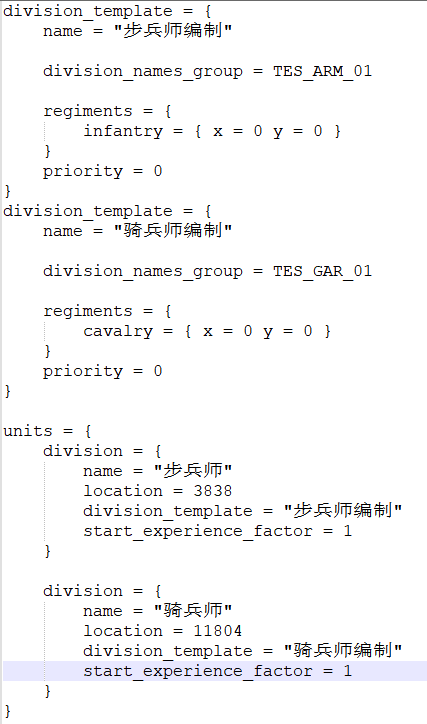 division_template = {
    name = "步兵师编制"

    division_names_group = TES_ARM_01

    regiments = {
        infantry = { x = 0 y = 0 }
    }
    priority = 0
}
division_template = {
    name = "骑兵师编制"

    division_names_group = TES_GAR_01

    regiments = {
        cavalry = { x = 0 y = 0 }
    }
    priority = 0
}

units = {
    division = {
        name = "步兵师"
        location = 3838
        division_template = "步兵师编制"
        start_experience_factor = 1
    }

    division = {
        name = "骑兵师"
        location = 11804
        division_template = "骑兵师编制"
        start_experience_factor = 1
    }
}